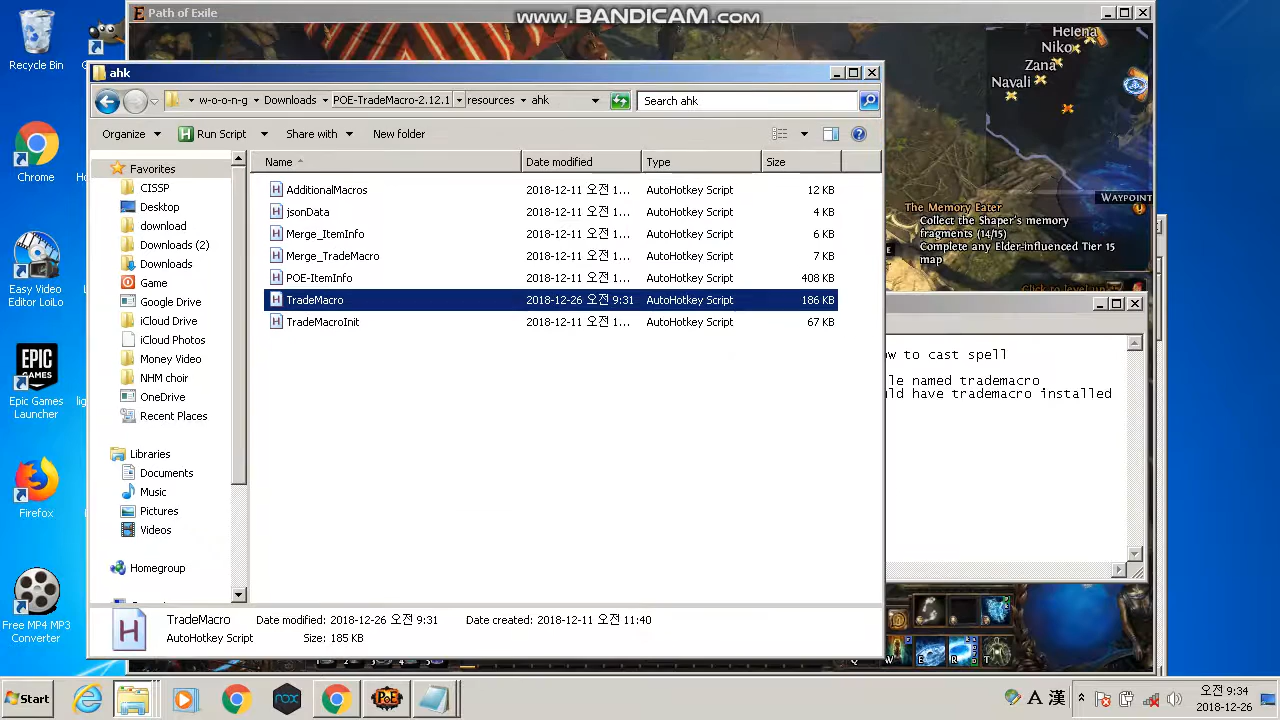 Path of Exile
www.BANDICAM.com
Helena
Niko
Zana
Navali
Recycle Bin
ahk
w-o-o-n-g
Downloads
POE-TradeMacro-2.12.1
resources
ahk
Search ahk
Organize
Run Script
Share with
New folder
Favorites
CISSP
Desktop
download
Downloads (2)
Downloads
Game
Google Drive
iCloud Drive
iCloud Photos
Money Video
NHM choir
OneDrive
Recent Places
Libraries
Documents
Music
Pictures
Videos
Homegroup
Name Date modified Type Size
AdditionalMacros 2018-12-11 오전 1... AutoHotkey Script 12 KB
jsonData 2018-12-11 오전 1... AutoHotkey Script 4 KB
Merge_ItemInfo 2018-12-11 오전 1... AutoHotkey Script 6 KB
Merge_TradeMacro 2018-12-11 오전 1... AutoHotkey Script 7 KB
POE-ItemInfo 2018-12-11 오전 1... AutoHotkey Script 408 KB
TradeMacro 2018-12-26 오전 9:31 AutoHotkey Script 186 KB
TradeMacroInit 2018-12-11 오전 1... AutoHotkey Script 67 KB
TradeMacro Date modified: 2018-12-26 오전 9:31 Date created: 2018-12-11 오전 11:40
AutoHotkey Script Size: 185 KB
WAYPOINT
The Memory Eater
Collect the Shaper's memory
fragments (14/15)
Complete any Elder-influenced Tier 15
map
Click to level up
ow to cast spell
le named trademacro.
uld have trademacro installed
Chrome
Easy Video
Editor LoiLo
EPIC
GAMES
Epic Games
Launcher
Firefox
Free MP4 MP3
Converter
Q W E R T
Start
nox
PoE
A 漢
오전 9:34
2018-12-26